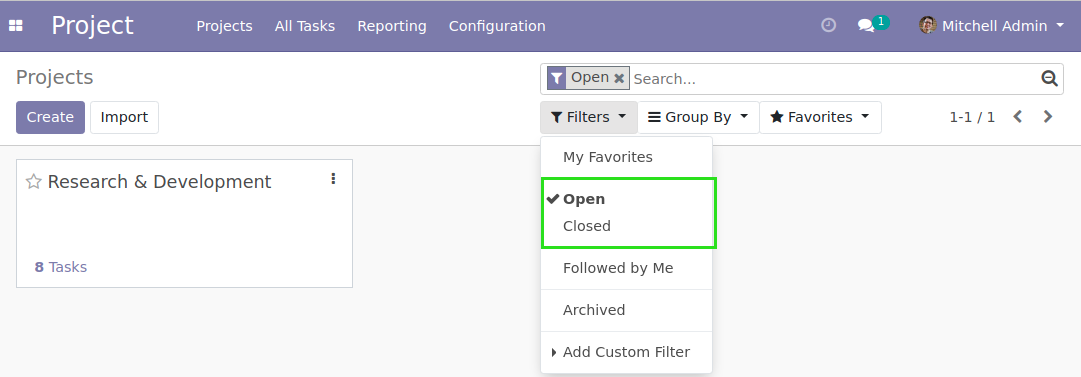 Project Projects All Tasks Reporting Configuration 1 Mitchell Admin
Projects
Open Search...
Create Import
Filters Group By Favorites 1-1 / 1
My Favorites
Open
Closed
Followed by Me
Archived
Add Custom Filter
Research & Development
8 Tasks